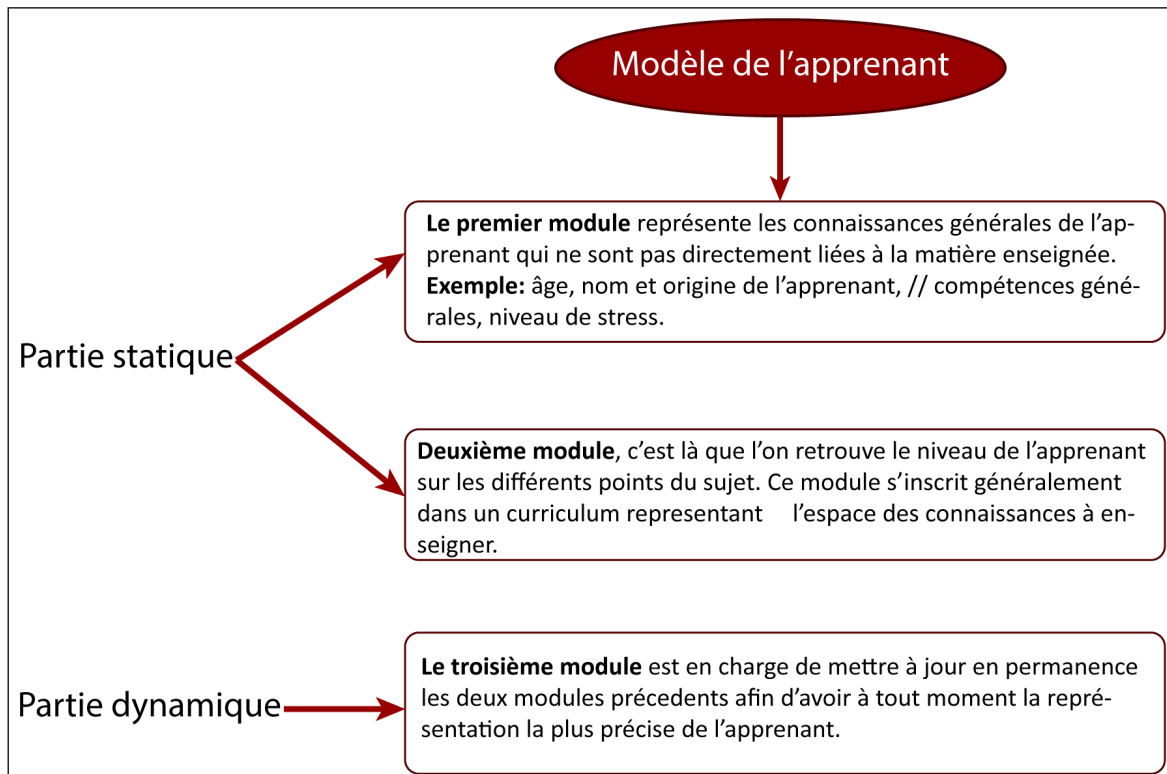 Modèle de l’apprenant
Le premier module représente les connaissances générales de l’ap-
prenant qui ne sont pas directement liées à la matière enseignée.
Exemple: âge, nom et origine de l’apprenant, // compétences géné-
rales, niveau de stress.
Partie statique
Deuxième module, c’est là que l’on retrouve le niveau de l’apprenant
sur les différents points du sujet. Ce module s’inscrit généralement
dans un curriculum representant l’espace des connaissances à en-
seigner.
Partie dynamique
Le troisième module est en charge de mettre à jour en permanence
les deux modules précedents afin d’avoir à tout moment la repré-
sentation la plus précise de l’apprenant.